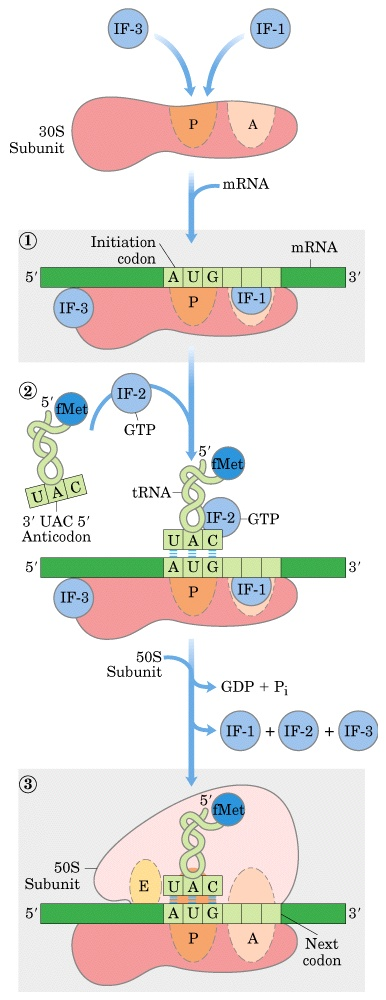 IF-3
IF-1
30S
Subunit
P
A
mRNA
1
Initiation
codon
mRNA
5′
A U G
3′
IF-3
P
IF-1
2
5′
fMet
IF-2
GTP
U A C
3′ UAC 5′
Anticodon
5′
fMet
tRNA
IF-2
GTP
U A C
5′
A U G
3′
IF-3
P
IF-1
50S
Subunit
GDP + Pi
IF-1 + IF-2 + IF-3
3
5′
fMet
50S
Subunit
E
U A C
5′
A U G
3′
P
A
Next
codon